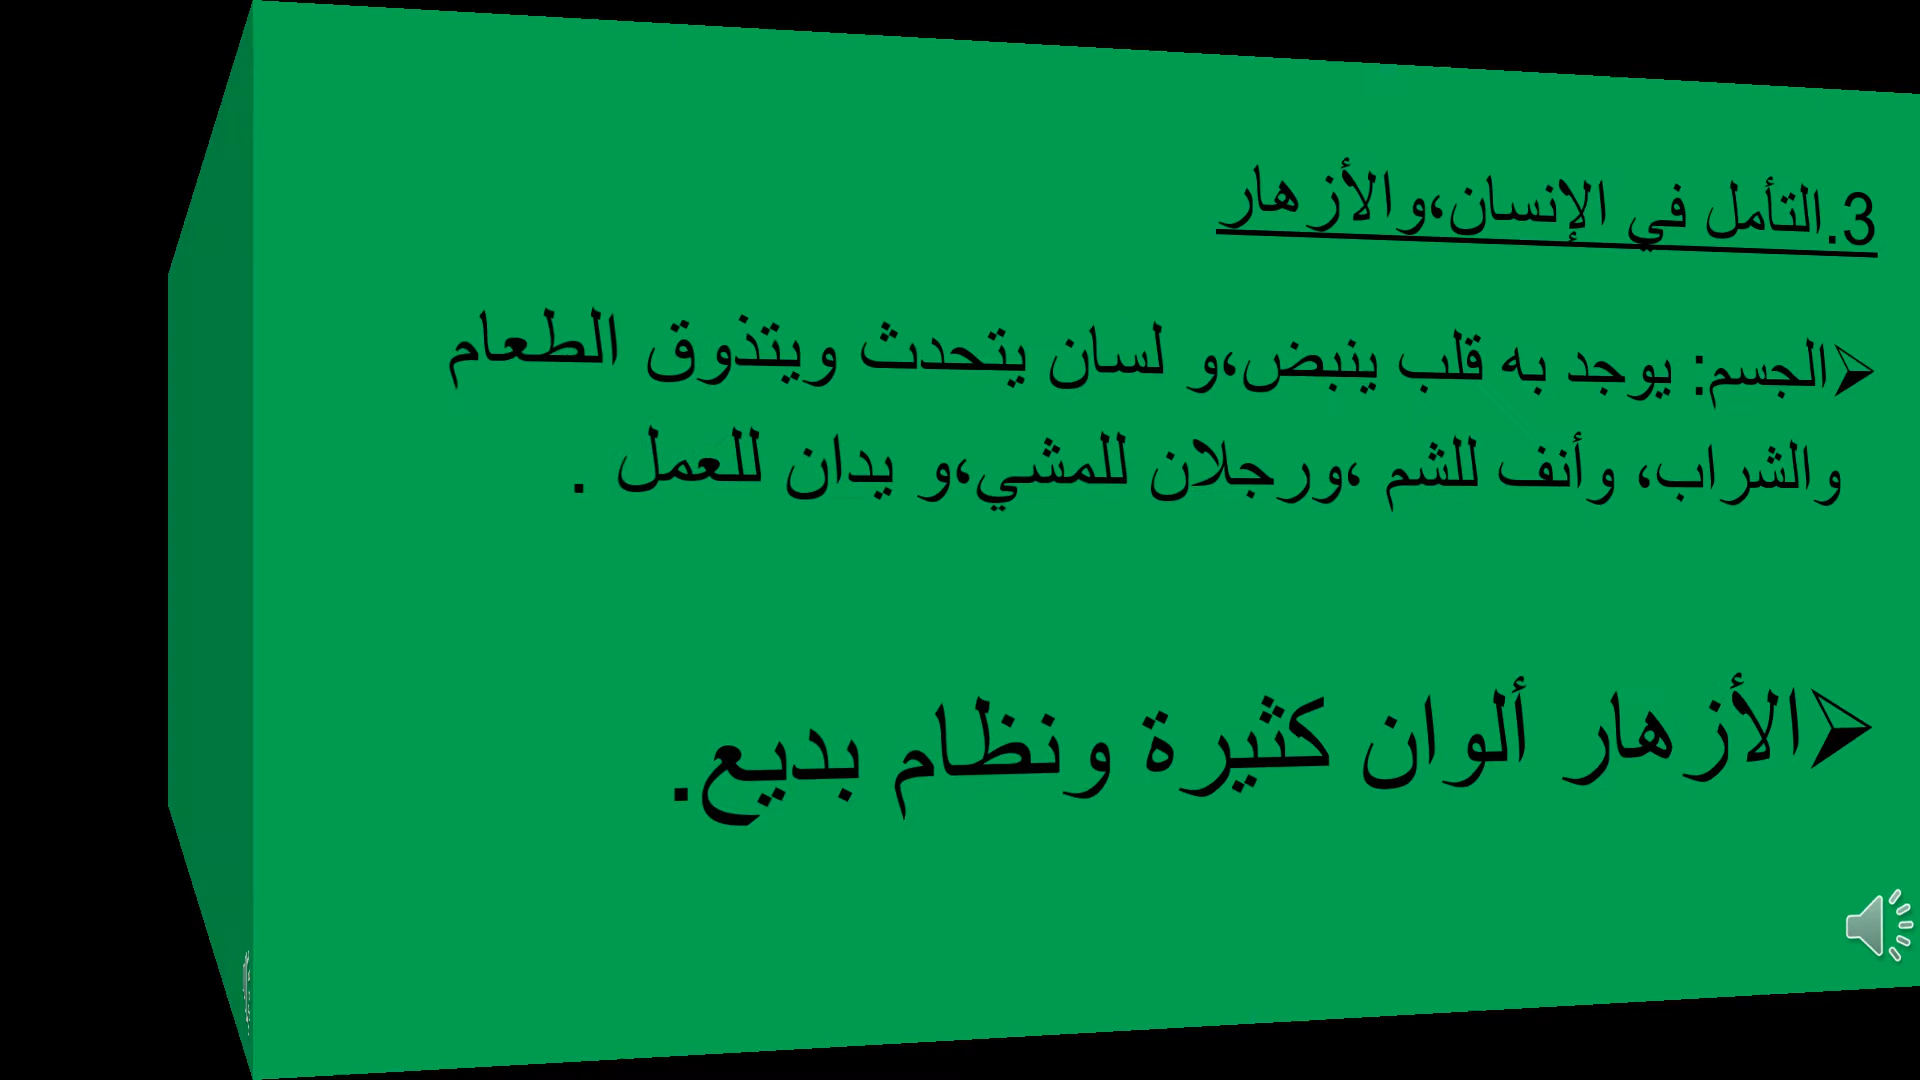 3.التأمل في الإنسان،والأزهار
الجسم: يوجد به قلب ينبض،و لسان يتحدث ويتذوق الطعام
والشراب، وأنف للشم ،ورجلان للمشي،و يدان للعمل .
الأزهار ألوان كثيرة ونظام بديع.